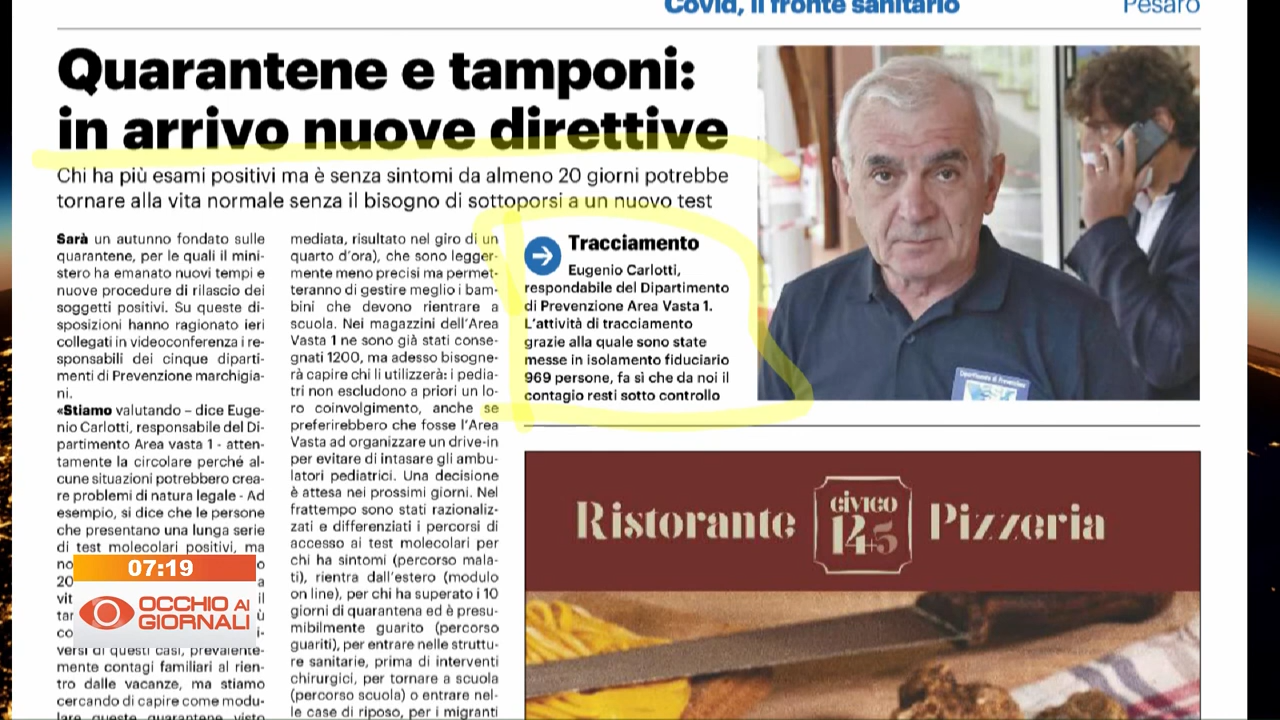 Covid, il fronte sanitario
Pesaro
Quarantene e tamponi:
in arrivo nuove direttive
Chi ha più esami positivi ma è senza sintomi da almeno 20 giorni potrebbe
tornare alla vita normale senza il bisogno di sottoporsi a un nuovo test
Sarà un autunno fondato sulle
quarantene, per le quali il mini-
stero ha emanato nuovi tempi e
nuove procedure di rilascio dei
soggetti positivi. Su queste di-
sposizioni hanno ragionato ieri
collegati in videoconferenza i re-
sponsabili dei cinque diparti-
menti di Prevenzione marchigia-
ni.
«Stiamo valutando – dice Euge-
nio Carlotti, responsabile del Di-
partimento Area vasta 1 - atten-
tamente la circolare perché al-
cune situazioni potrebbero crea-
re problemi di natura legale - Ad
esempio, si dice che le persone
che presentano una lunga serie
di test molecolari positivi, ma
no
20
vit
il
tar
co
versi di questi casi, prevalente-
mente contagi familiari al rien-
tro dalle vacanze, ma stiamo
cercando di capire come modu-
lare queste quarantene visto
mediata, risultato nel giro di un
quarto d'ora), che sono legger-
mente meno precisi ma permet-
teranno di gestire meglio i bam-
bini che devono rientrare a
scuola. Nei magazzini dell'Area
Vasta 1 ne sono già stati conse-
gnati 1200, ma adesso bisogne-
rà capire chi li utilizzerà: i pedia-
tri non escludono a priori un lo-
ro coinvolgimento, anche se
preferirebbero che fosse l'Area
Vasta ad organizzare un drive-in
per evitare di intasare gli ambu-
latori pediatrici. Una decisione
è attesa nei prossimi giorni. Nel
frattempo sono stati razionaliz-
zati e differenziati i percorsi di
accesso ai test molecolari per
chi ha sintomi (percorso mala-
ti), rientra dall'estero (modulo
on line), per chi ha superato i 10
giorni di quarantena ed è presu-
mibilmente guarito (percorso
guariti), per entrare nelle struttu-
re sanitarie, prima di interventi
chirurgici, per tornare a scuola
(percorso scuola) o entrare nel-
le case di riposo, per i migranti
Tracciamento
Eugenio Carlotti,
respondabile del Dipartimento
di Prevenzione Area Vasta 1.
L'attività di tracciamento
grazie alla quale sono state
messe in isolamento fiduciario
969 persone, fa sì che da noi il
contagio resti sotto controllo
Dipartimento di Prevenzione
Ristorante
civico
14+5
Pizzeria
07:19
OCCHIO AI
GIORNALI